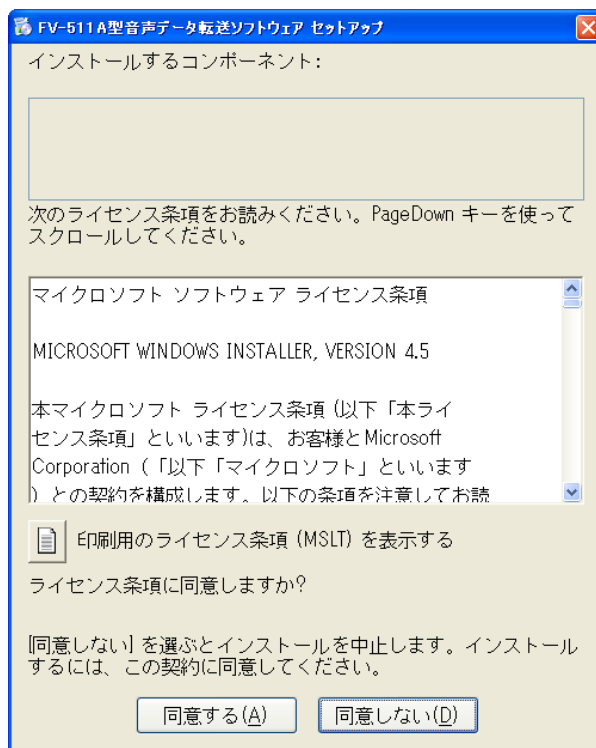 FV-511A型音声データ転送ソフトウェア セットアップ
インストールするコンポーネント:
次のライセンス条項をお読みください。PageDown キーを使って
スクロールしてください。
マイクロソフト ソフトウェア ライセンス条項
MICROSOFT WINDOWS INSTALLER, VERSION 4.5
本マイクロソフト ライセンス条項 (以下「本ライ
センス条項」といいます)は、お客様とMicrosoft
Corporation (「以下「マイクロソフト」といいます
) との契約を構成します。以下の条項を注意してお読
印刷用のライセンス条項 (MSLT) を表示する
ライセンス条項に同意しますか?
[同意しない] を選ぶとインストールを中止します。インストール
するには、この契約に同意してください。
同意する(A)
同意しない(D)